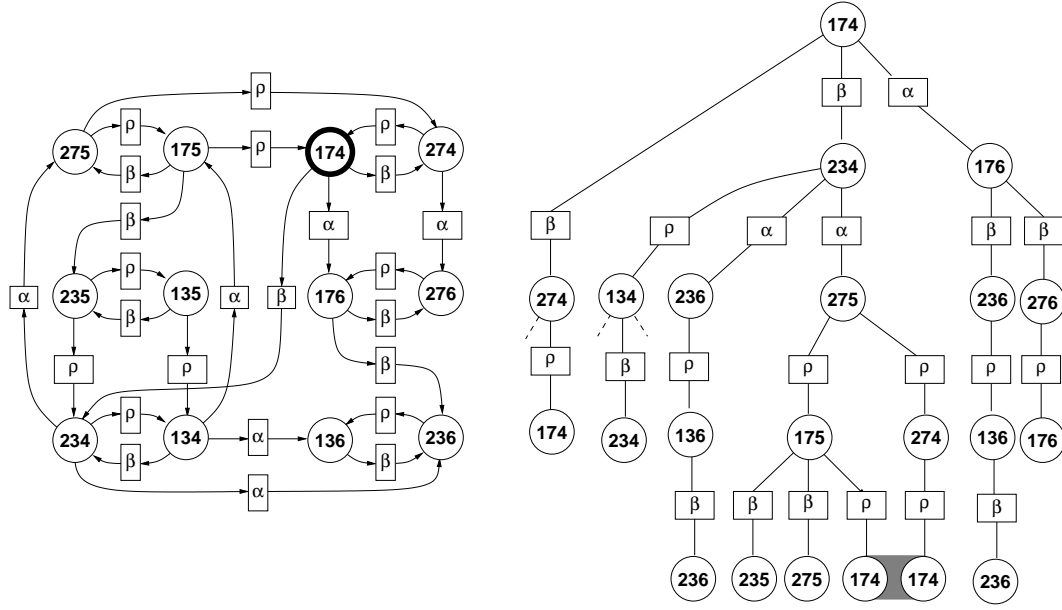 ρ
ρ ρ
275 175 ρ 174 274
β β
β α α
ρ ρ
α 235 135 α β 176 276
β β
ρ ρ β
ρ ρ
234 134 α 136 236
β β
α
174
β α
234 176
β ρ α α β β
274 134 236 275 236 276
ρ β ρ ρ ρ ρ ρ
174 234 136 175 274 136 176
β β β ρ ρ β
236 235 275 174 174 236